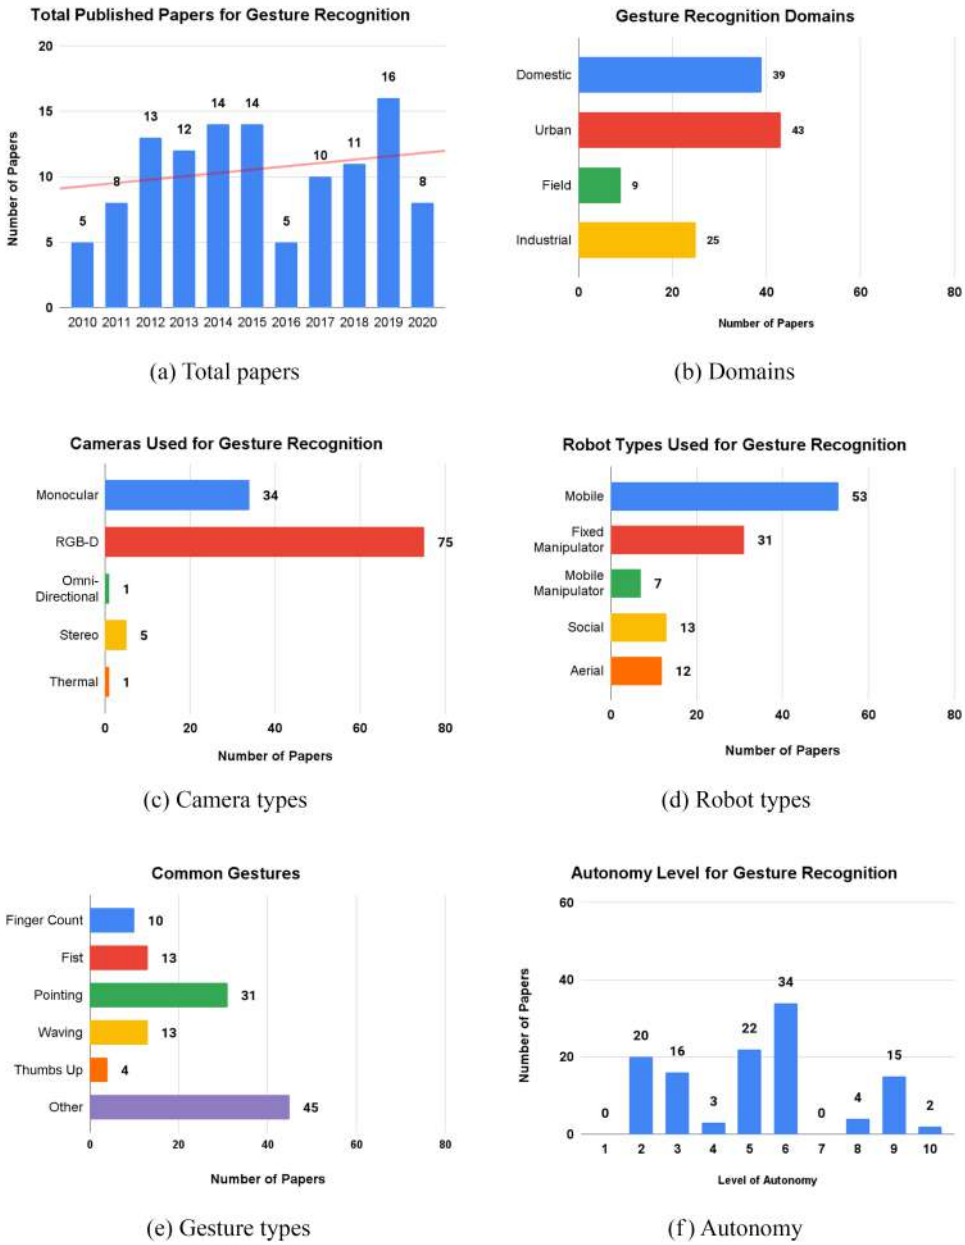 Total Published Papers for Gesture Recognition
20
15
10
5
0
Number of Papers
5
8
13
12
14
14
5
10
11
16
8
2010 2011 2012 2013 2014 2015 2016 2017 2018 2019 2020
(a) Total papers
Gesture Recognition Domains
Domestic
39
Urban
43
Field
9
Industrial
25
0 20 40 60 80
Number of Papers
(b) Domains
Cameras Used for Gesture Recognition
Monocular
34
RGB-D
75
Omni-
Directional
1
Stereo
5
Thermal
1
0 20 40 60 80
Number of Papers
(c) Camera types
Robot Types Used for Gesture Recognition
Mobile
53
Fixed
Manipulator
31
Mobile
Manipulator
7
Social
13
Aerial
12
0 20 40 60 80
Number of Papers
(d) Robot types
Common Gestures
Finger Count
10
Fist
13
Pointing
31
Waving
13
Thumbs Up
4
Other
45
0 20 40 60 80
Number of Papers
(e) Gesture types
Autonomy Level for Gesture Recognition
60
40
20
0
Number of Papers
0
20
16
3
22
34
0
4
15
2
1 2 3 4 5 6 7 8 9 10
Level of Autonomy
(f) Autonomy